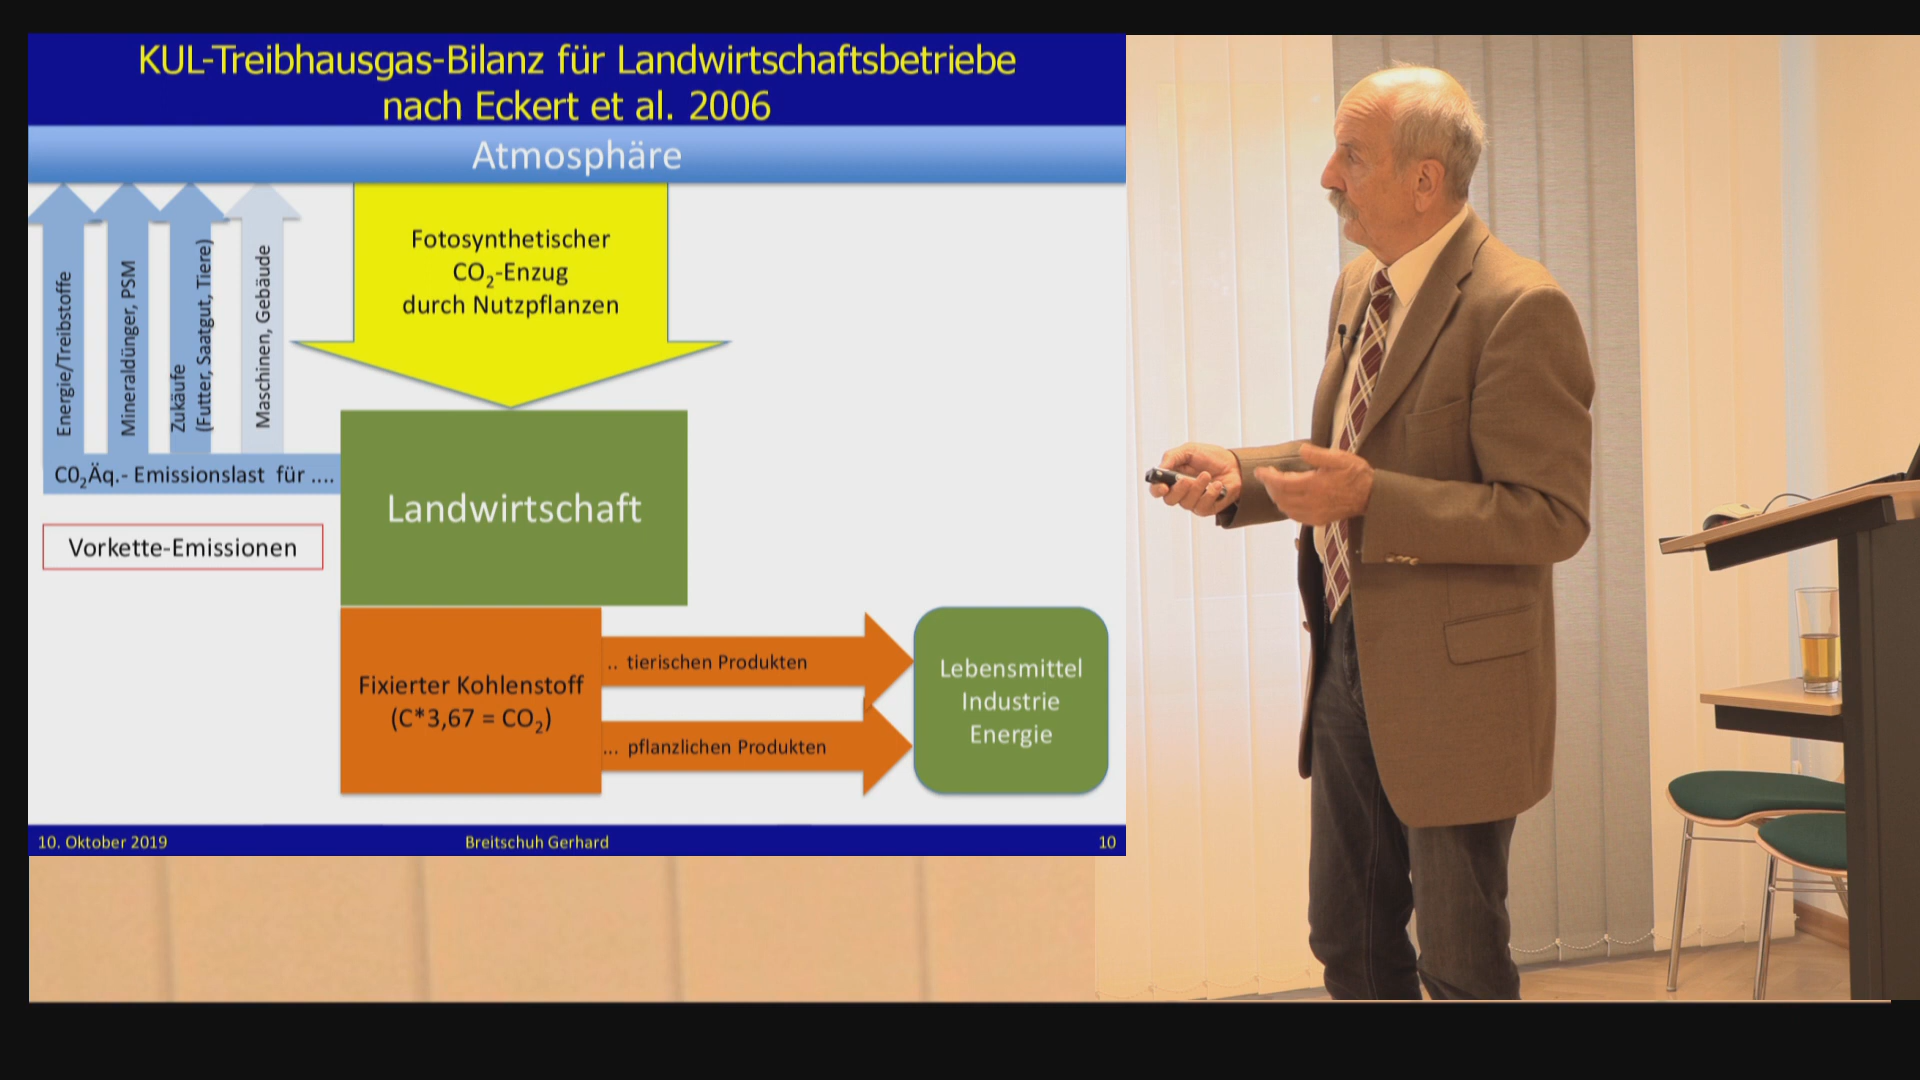 KUL-Treibhausgas-Bilanz für Landwirtschaftsbetriebe
nach Eckert et al. 2006
Atmosphäre
Energie/Treibstoffe
Mineraldünger, PSM
Zukäufe
(Futter, Saatgut, Tiere)
Maschinen, Gebäude
Fotosynthetischer
CO₂-Enzug
durch Nutzpflanzen
C0₂Äq.- Emissionslast für ....
Landwirtschaft
Vorkette-Emissionen
Fixierter Kohlenstoff
(C*3,67 = CO₂)
.. tierischen Produkten
... pflanzlichen Produkten
Lebensmittel
Industrie
Energie
10. Oktober 2019
Breitschuh Gerhard
10